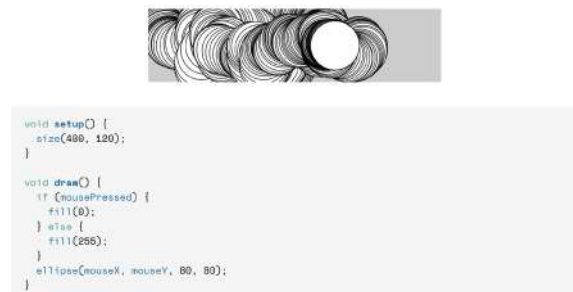 void setup() {
size(480, 120);
}
void draw() {
if (mousePressed) {
fill(0);
} else {
fill(255);
}
ellipse(mouseX, mouseY, 80, 80);
}